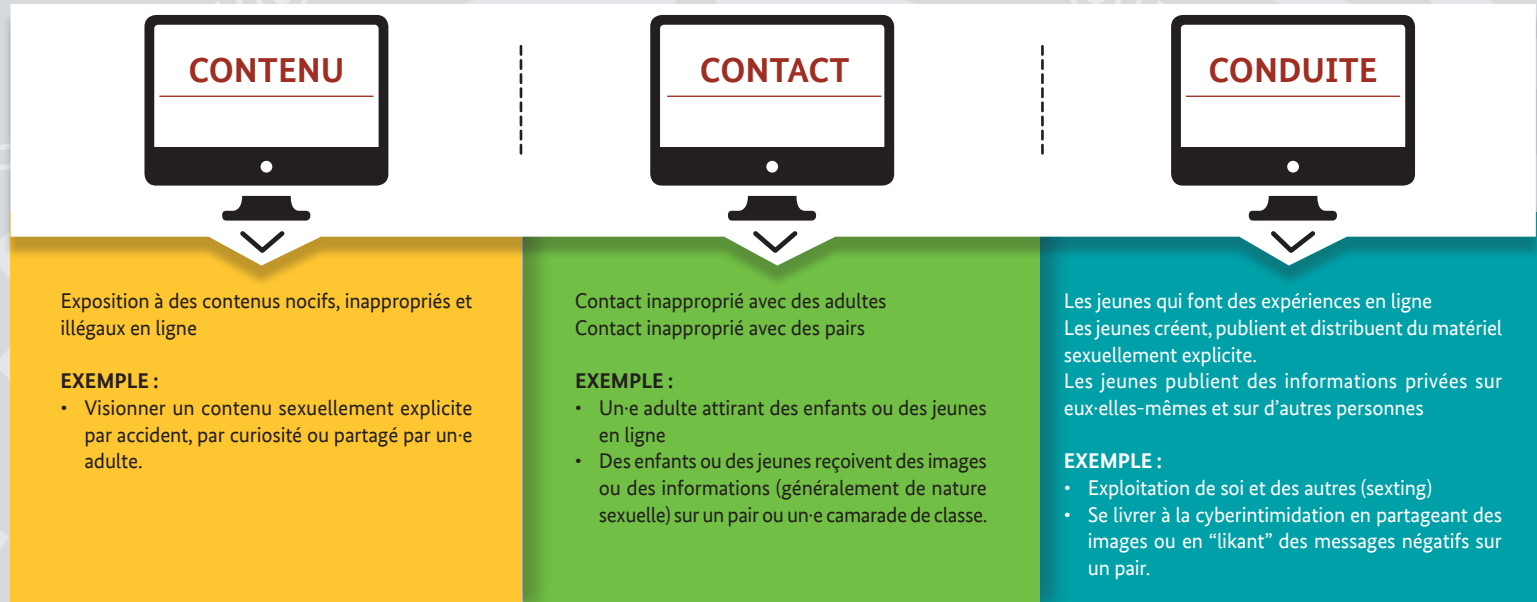 CONTENU
Exposition à des contenus nocifs, inappropriés et
illégaux en ligne
EXEMPLE :
• Visionner un contenu sexuellement explicite
par accident, par curiosité ou partagé par un·e
adulte.
CONTACT
Contact inapproprié avec des adultes
Contact inapproprié avec des pairs
EXEMPLE :
• Un·e adulte attirant des enfants ou des jeunes
en ligne
• Des enfants ou des jeunes reçoivent des images
ou des informations (généralement de nature
sexuelle) sur un pair ou un·e camarade de classe.
CONDUITE
Les jeunes qui font des expériences en ligne
Les jeunes créent, publient et distribuent du matériel
sexuellement explicite.
Les jeunes publient des informations privées sur
eux·elles-mêmes et sur d'autres personnes
EXEMPLE :
• Exploitation de soi et des autres (sexting)
• Se livrer à la cyberintimidation en partageant des
images ou en “likant” des messages négatifs sur
un pair.